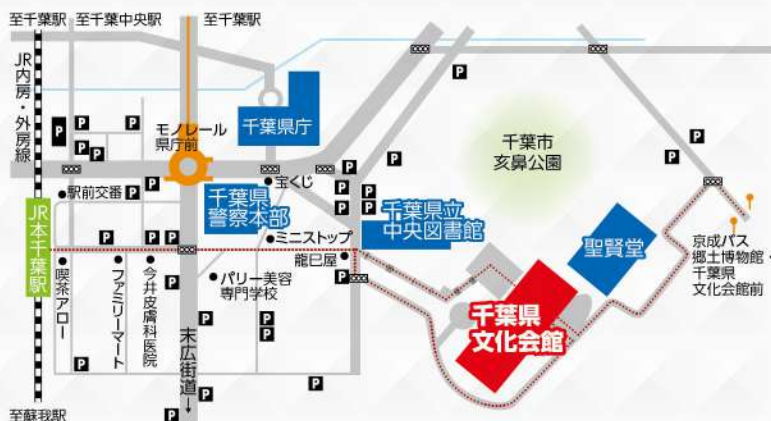 至千葉駅
至千葉中央駅
至千葉駅
JR内房・外房線
P
P
P
P
P
P
モノレール
県庁前
千葉県庁
P
P
千葉市
亥鼻公園
P
P
P
P
P
P
P
P
駅前交番
P
P
宝くじ
千葉県
警察本部
千葉県立
中央図書館
聖賢堂
JR本千葉駅
P
P
P
ミニストップ
龍巳屋
P
京成バス
郷土博物館・
千葉県
文化会館前
喫茶アロー
ファミリーマート
今井皮膚科医院
パリー美容
専門学校
P
千葉県
文化会館
P
P
P
末広街道↓
P
P
P
P
至蘇我駅